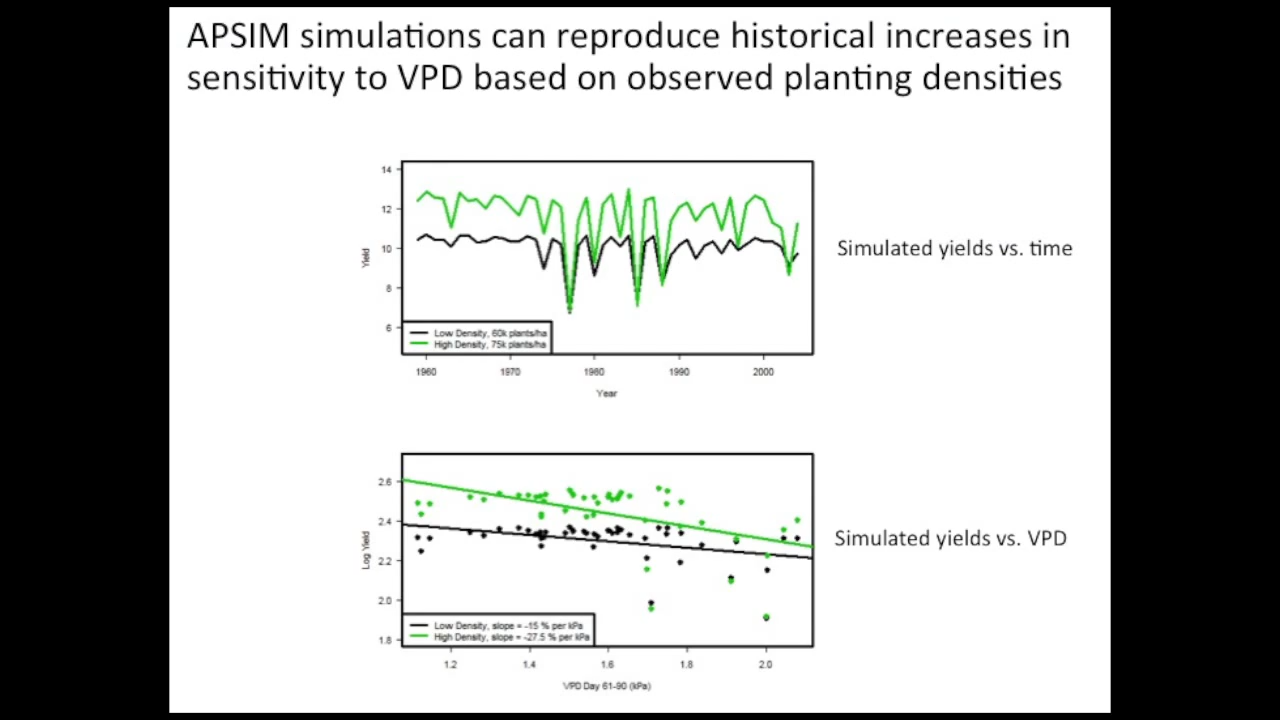 APSIM simulations can reproduce historical increases in
sensitivity to VPD based on observed planting densities
14
12
10
8
6
Yield
Low Density, 60k plants/ha
High Density, 75k plants/ha
1960 1970 1980 1990 2000
Year
Simulated yields vs. time
2.6
2.4
2.2
2.0
1.8
Log Yield
Low Density, slope = -15 % per kPa
High Density, slope = -27.5 % per kPa
1.2 1.4 1.6 1.8 2.0
VPD Day 61-90 (kPa)
Simulated yields vs. VPD